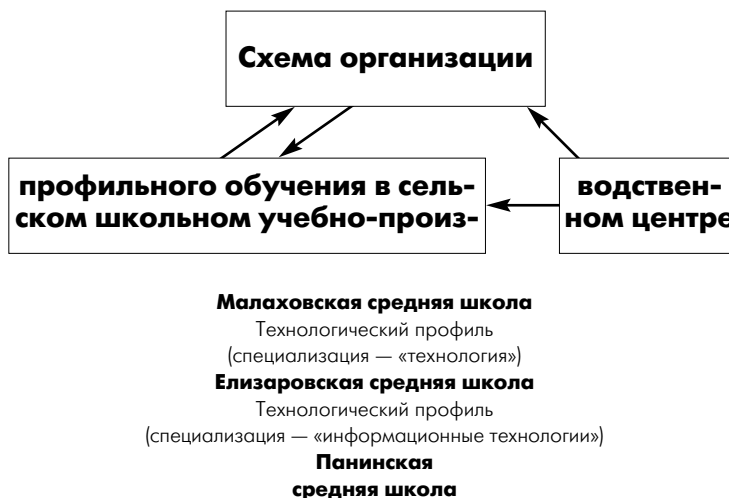 Схема организации
профильного обучения в сель-
ском школьном учебно-произ-
водствен-
ном центре
Малаховская средняя школа
Технологический профиль
(специализация — «технология»)
Елизаровская средняя школа
Технологический профиль
(специализация — «информационные технологии»)
Панинская
средняя школа